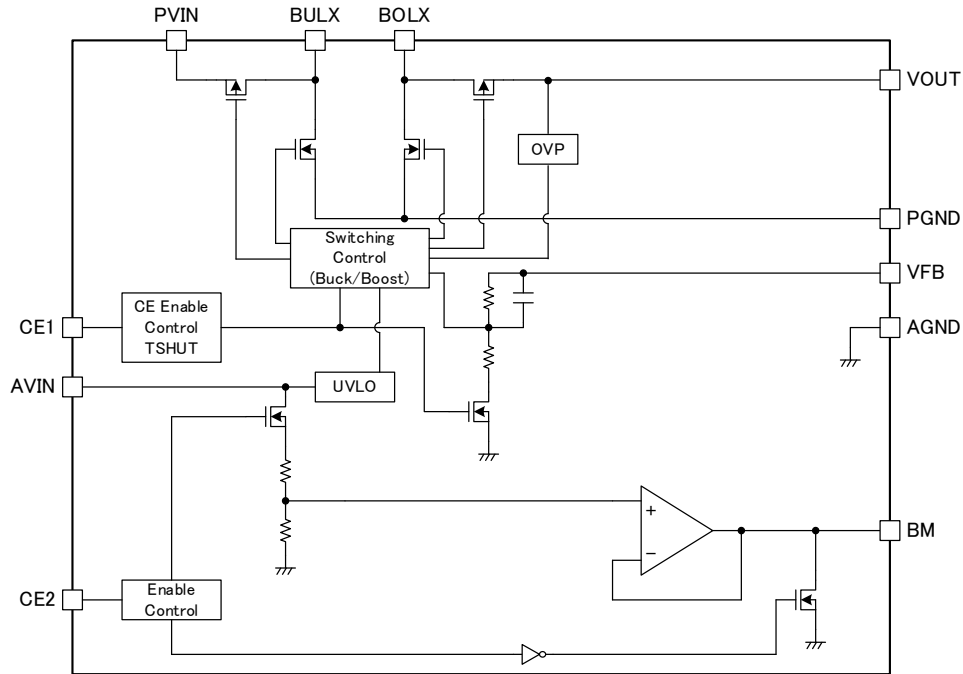 PVIN BULX BOLX
VOUT
OVP
PGND
Switching
Control
(Buck/Boost)
VFB
CE Enable
Control
TSHUT
CE1
AGND
AVIN
UVLO
+
−
BM
CE2
Enable
Control